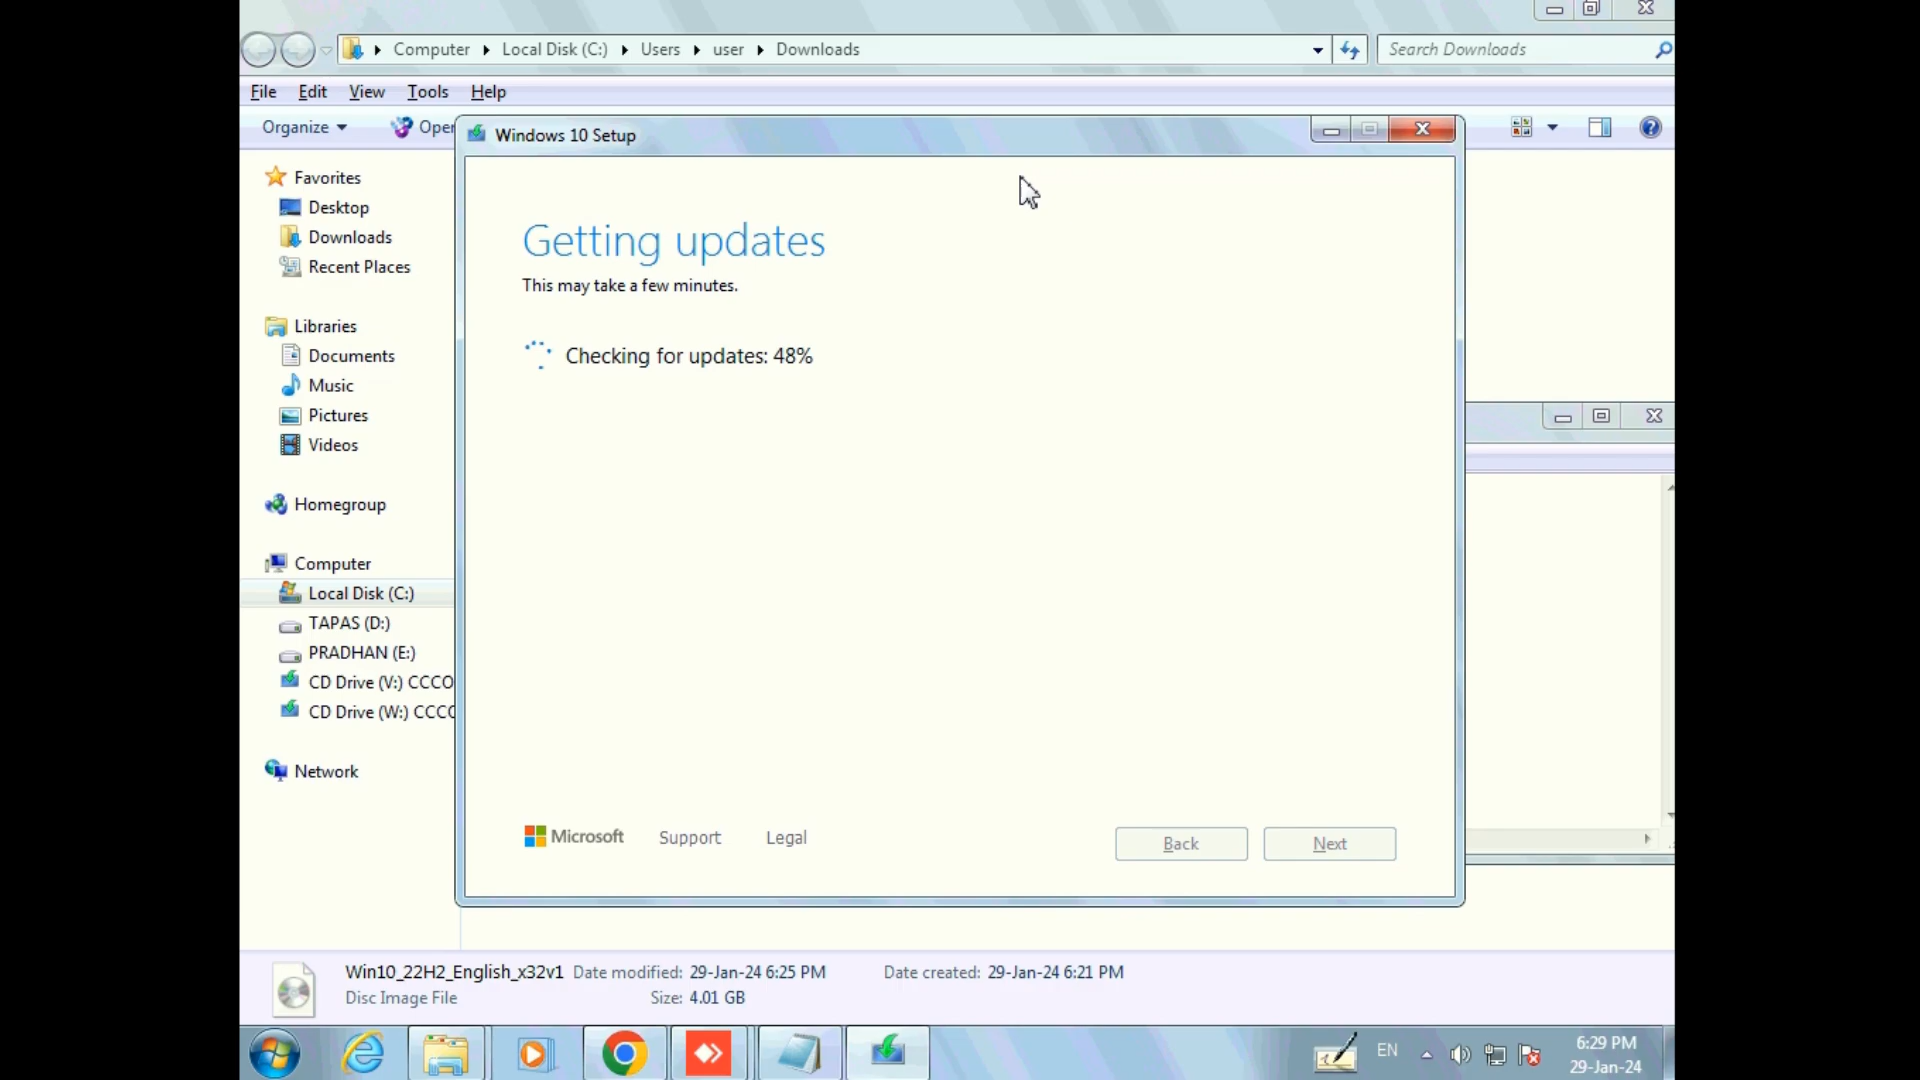 Computer Local Disk (C:) Users user Downloads
Search Downloads
File Edit View Tools Help
Organize
Windows 10 Setup
Favorites
Desktop
Downloads
Recent Places
Libraries
Documents
Music
Pictures
Videos
Homegroup
Computer
Local Disk (C:)
TAPAS (D:)
PRADHAN (E:)
CD Drive (V:)
CD Drive (W:)
Network
Getting updates
This may take a few minutes.
Checking for updates: 48%
Microsoft Support Legal
Back Next
Win10_22H2_English_x32v1 Date modified: 29-Jan-24 6:25 PM Date created: 29-Jan-24 6:21 PM
Disc Image File Size: 4.01 GB
EN
6:29 PM
29-Jan-24